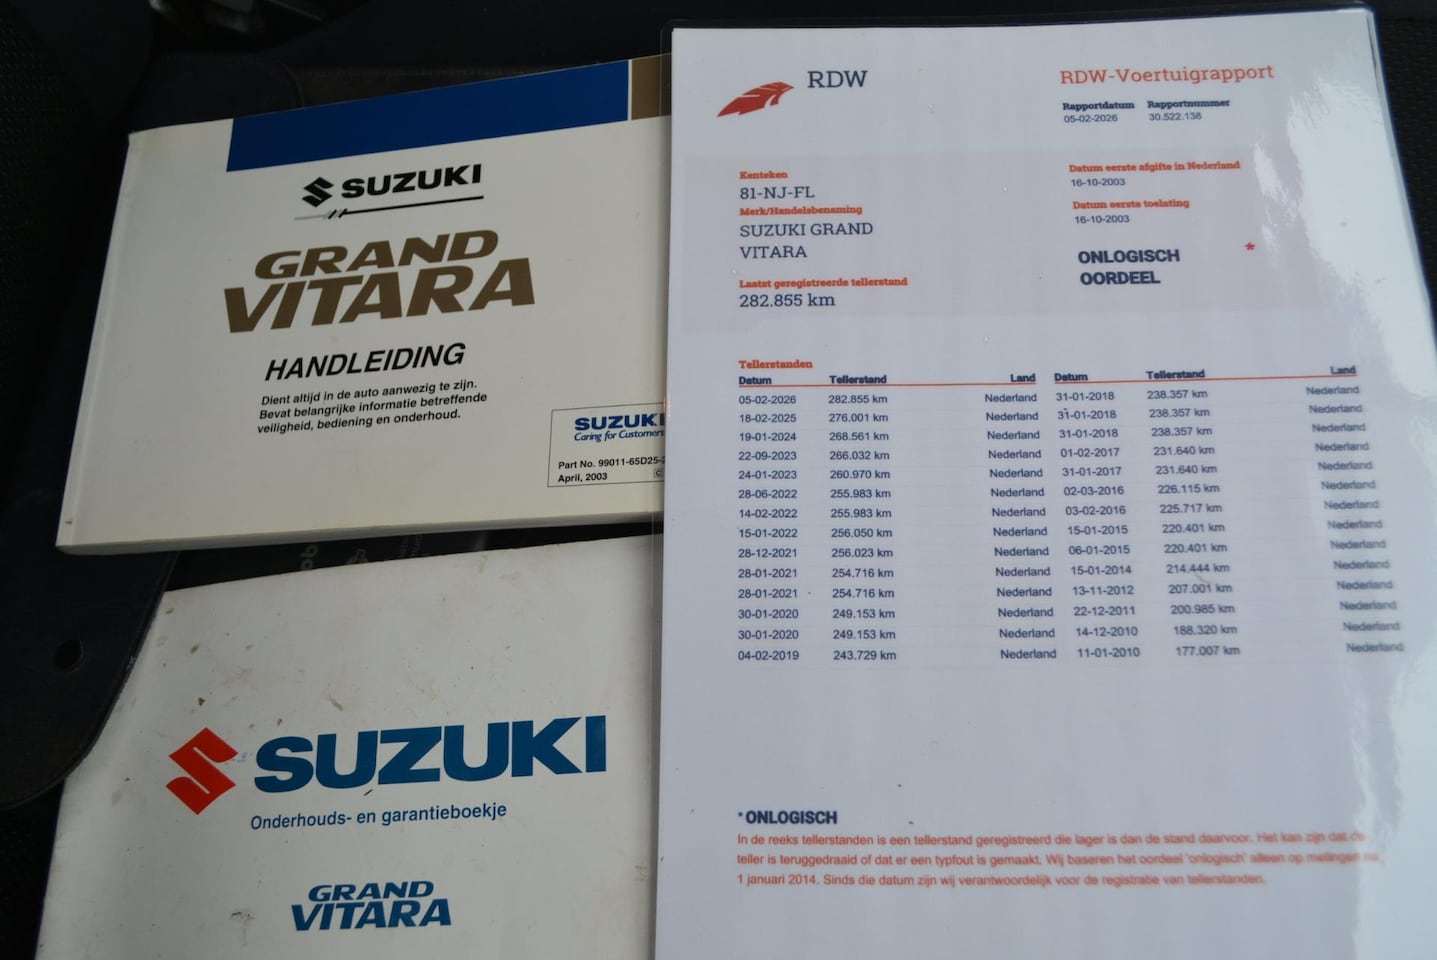 SUZUKI
GRAND
VITARA
HANDLEIDING
Dient altijd in de auto aanwezig te zijn.
Bevat belangrijke informatie betreffende
veiligheid, bediening en onderhoud.
SUZUKI
Caring for Customers
Part No. 99011-65D25-
April, 2003
SUZUKI
Onderhouds- en garantieboekje
GRAND
VITARA
RDW
RDW-Voertuigrapport
Rapportdatum Rapportnummer
05-02-2026 30.522.138
Kenteken
81-NJ-FL
Merk/Handelsbenaming
SUZUKI GRAND
VITARA
Laatst geregistreerde tellerstand
282.855 km
Datum eerste afgifte in Nederland
16-10-2003
Datum eerste toelating
16-10-2003
ONLOGISCH *
OORDEEL
Tellerstanden
Datum Tellerstand Land Datum Tellerstand Land
05-02-2026 282.855 km Nederland 31-01-2018 238.357 km Nederland
18-02-2025 276.001 km Nederland 31-01-2018 238.357 km Nederland
19-01-2024 268.561 km Nederland 31-01-2018 238.357 km Nederland
22-09-2023 266.032 km Nederland 01-02-2017 231.640 km Nederland
24-01-2023 260.970 km Nederland 31-01-2017 231.640 km Nederland
28-06-2022 255.983 km Nederland 02-03-2016 226.115 km Nederland
14-02-2022 255.983 km Nederland 03-02-2016 225.717 km Nederland
15-01-2022 256.050 km Nederland 15-01-2015 220.401 km Nederland
28-12-2021 256.023 km Nederland 06-01-2015 220.401 km Nederland
28-01-2021 254.716 km Nederland 15-01-2014 214.444 km Nederland
28-01-2021 254.716 km Nederland 13-11-2012 207.001 km Nederland
30-01-2020 249.153 km Nederland 22-12-2011 200.985 km Nederland
30-01-2020 249.153 km Nederland 14-12-2010 188.320 km Nederland
04-02-2019 243.729 km Nederland 11-01-2010 177.007 km Nederland
* ONLOGISCH
In de reeks tellerstanden is een tellerstand geregistreerd die lager is dan de stand daarvoor. Het kan zijn dat de
teller is teruggedraaid of dat er een typfout is gemaakt. Wij baseren het oordeel 'onlogisch' alleen op metingen na
1 januari 2014. Sinds die datum zijn wij verantwoordelijk voor de registratie van tellerstanden.